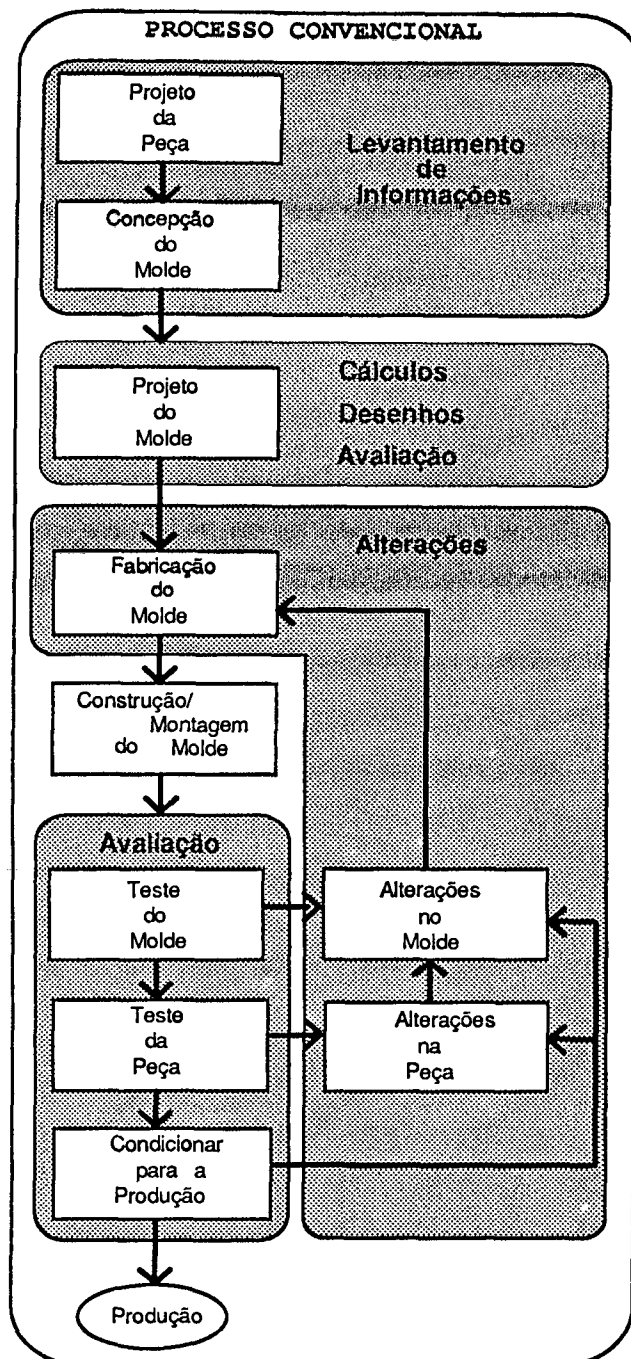 PROCESSO CONVENCIONAL
Projeto
da
Peça
Levantamento
de
Informações
Concepção
do
Molde
Projeto
do
Molde
Cálculos
Desenhos
Avaliação
Alterações
Fabricação
do
Molde
Construção/
Montagem
do Molde
Avaliação
Teste
do
Molde
Alterações
no
Molde
Teste
da
Peça
Alterações
na
Peça
Condicionar
para a
Produção
Produção